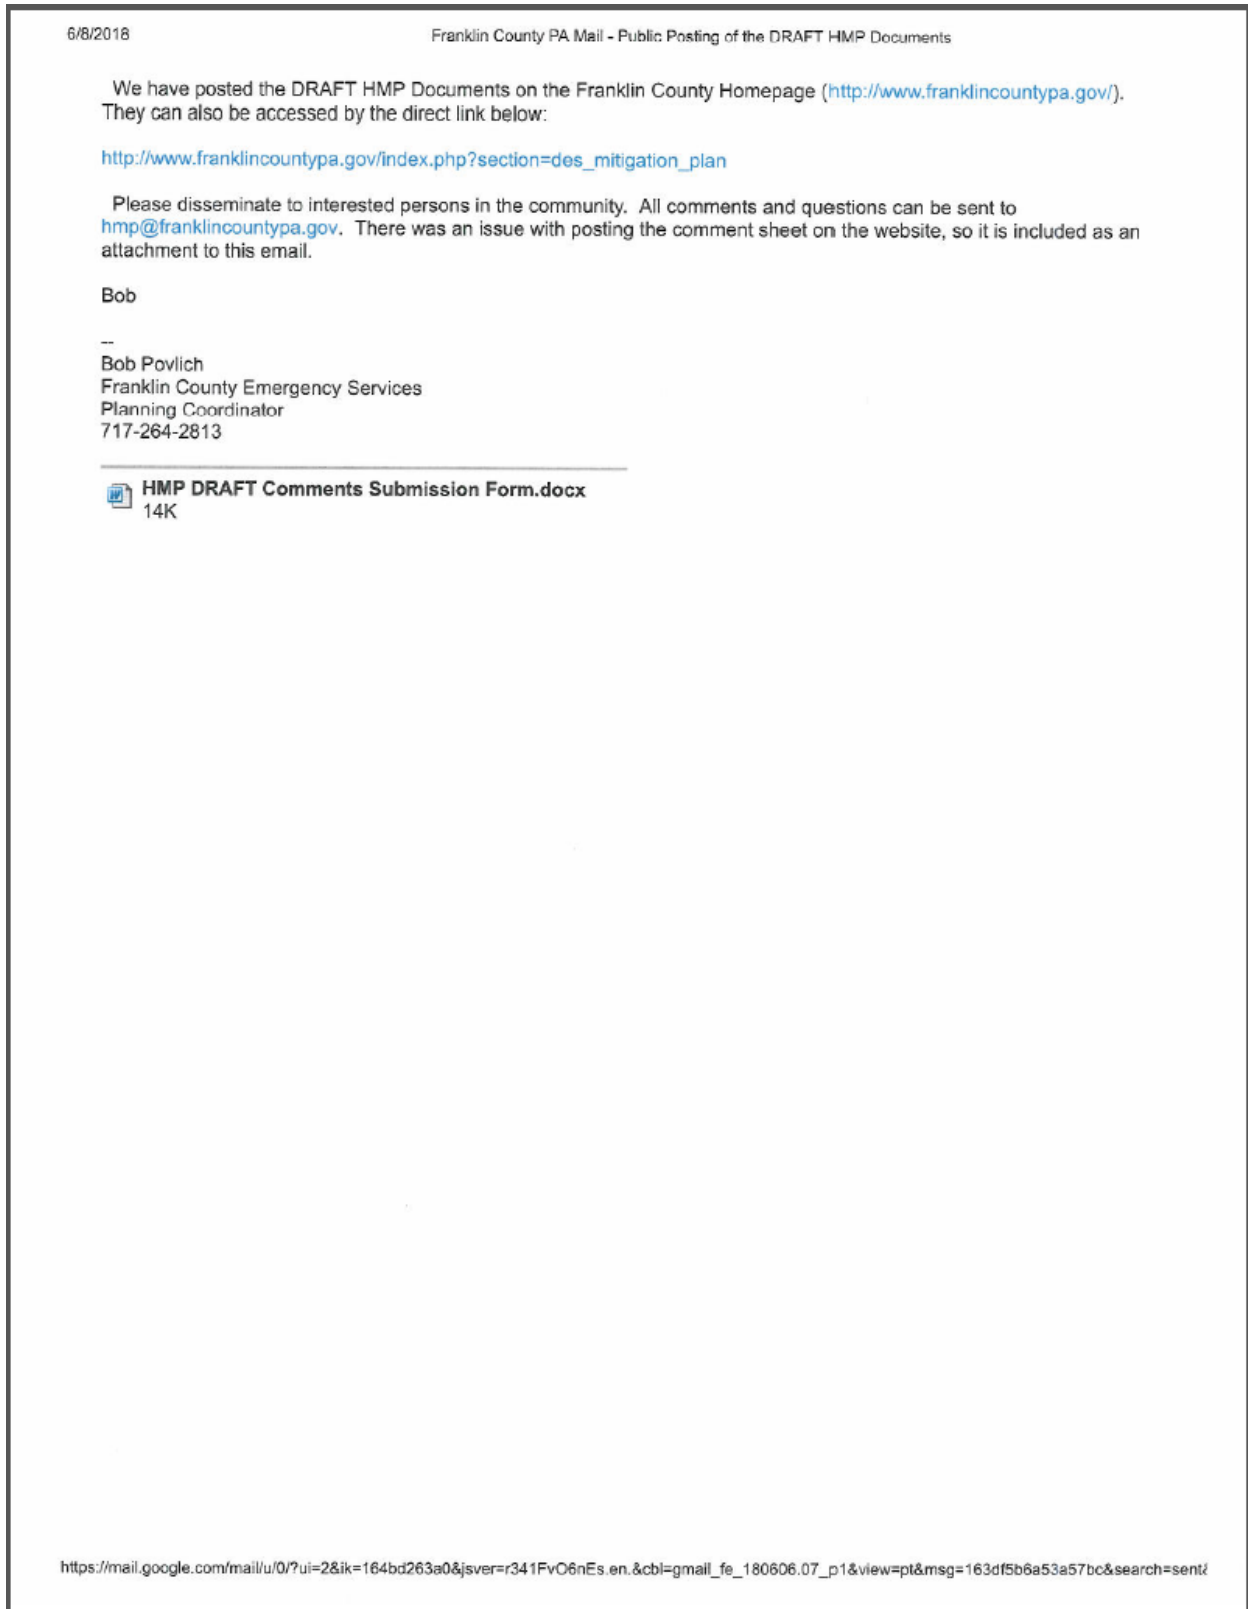 6/8/2018 Franklin County PA Mail - Public Posting of the DRAFT HMP Documents
We have posted the DRAFT HMP Documents on the Franklin County Homepage (http://www.franklincountypa.gov/).
They can also be accessed by the direct link below:
http://www.franklincountypa.gov/index.php?section=des_mitigation_plan
Please disseminate to interested persons in the community. All comments and questions can be sent to
hmp@franklincountypa.gov. There was an issue with posting the comment sheet on the website, so it is included as an
attachment to this email.
Bob
--
Bob Povlich
Franklin County Emergency Services
Planning Coordinator
717-264-2813
HMP DRAFT Comments Submission Form.docx
14K
https://mail.google.com/mail/u/0/?ui=2&ik=164bd263a0&jsver=r341FvO6nEs.en.&cbl=gmail_fe_180606.07_p1&view=pt&msg=163df5b6a53a57bc&search=sent&